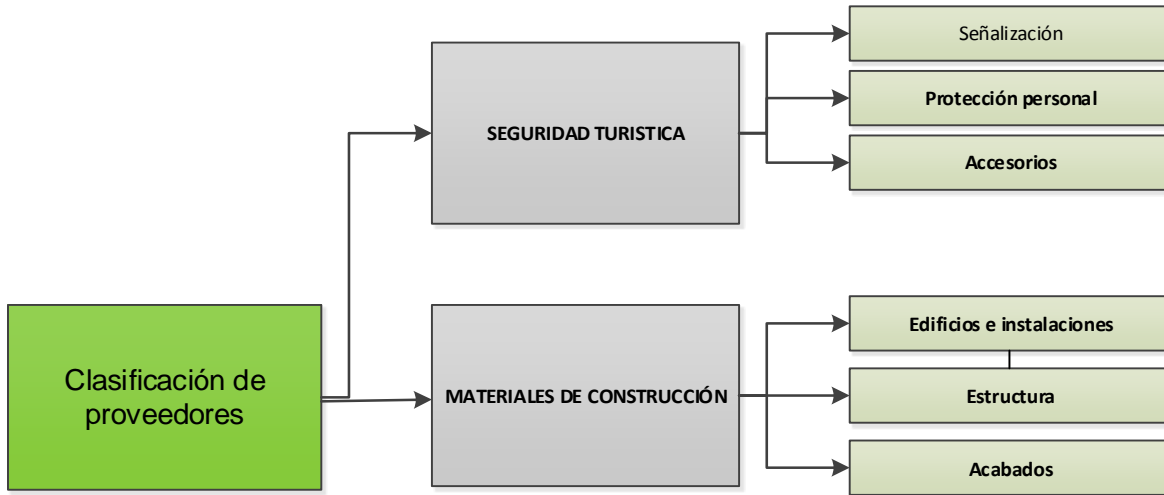 Señalización
Protección personal
SEGURIDAD TURISTICA
Accesorios
Clasificación de
proveedores
MATERIALES DE CONSTRUCCIÓN
Edificios e instalaciones
Estructura
Acabados